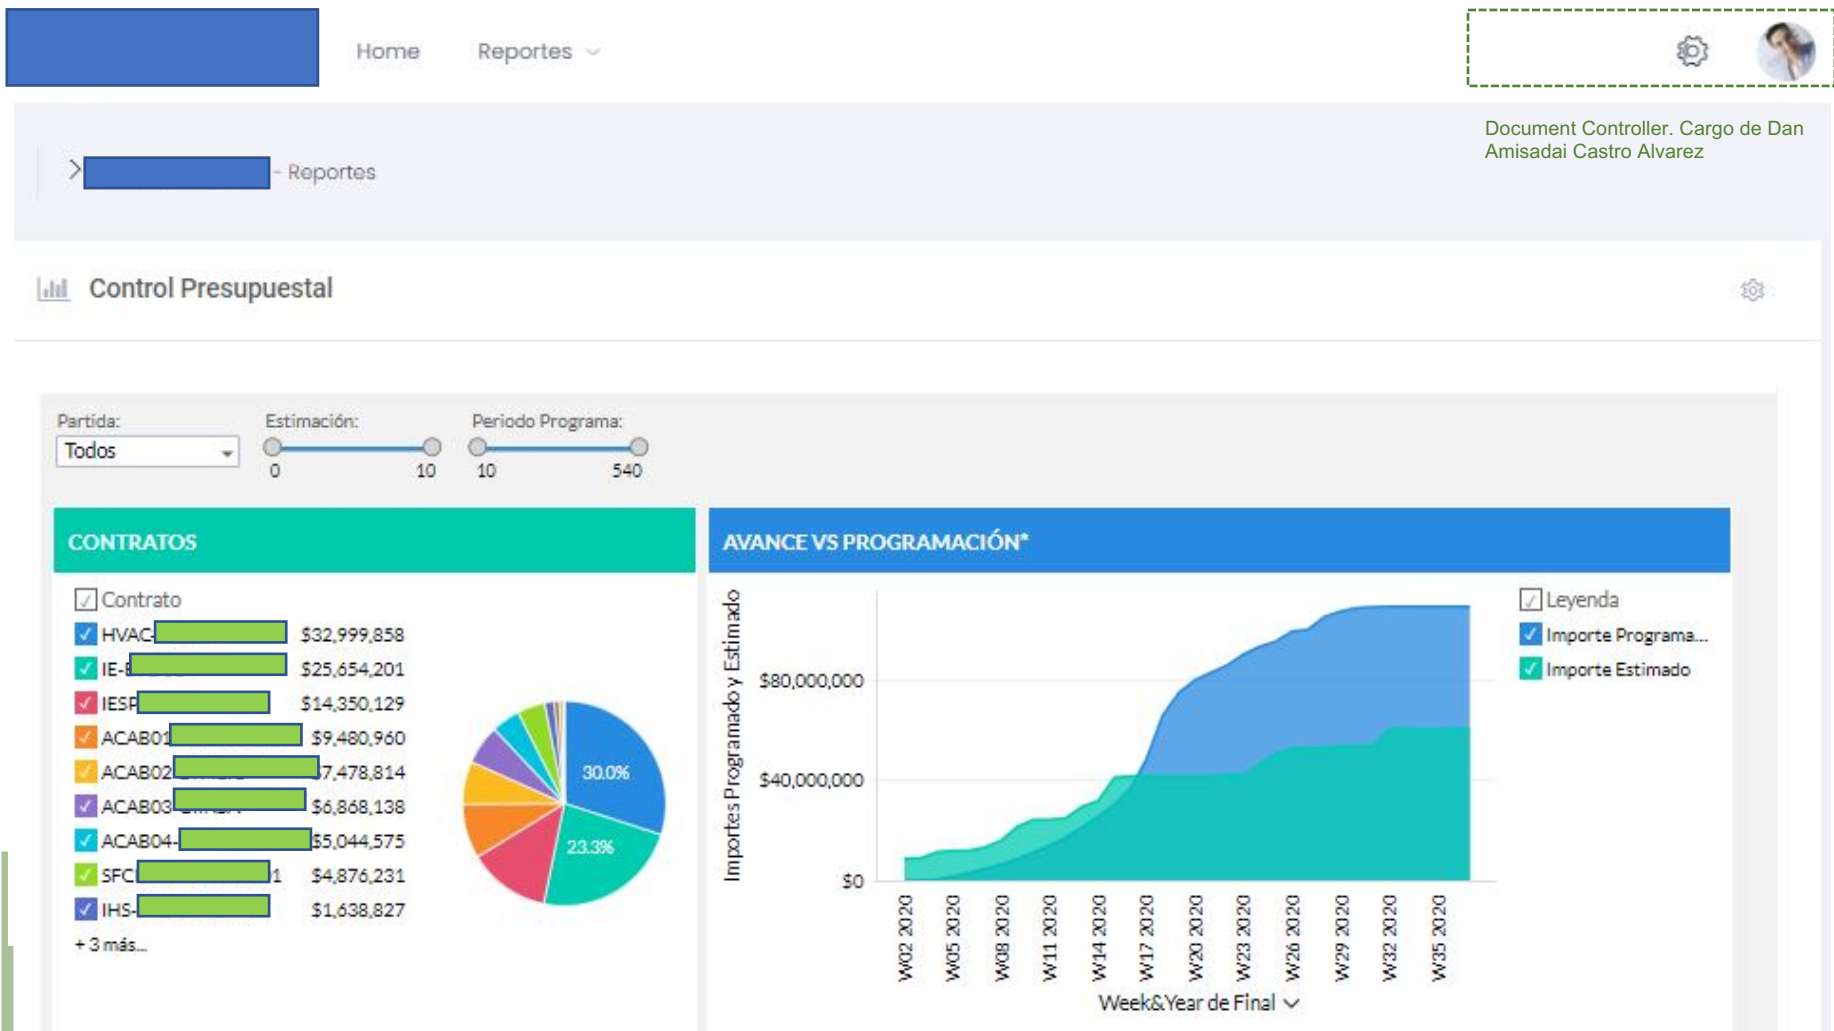 Home
Reportes
Document Controller. Cargo de Dan
Amisadai Castro Alvarez
- Reportes
Control Presupuestal
Partida:
Todos
Estimación:
0 10
Periodo Programa:
10 540
CONTRATOS
Contrato
HVAC- $32,999,858
IE- $25,654,201
IESP $14,350,129
ACAB01 $9,480,960
ACAB02 $7,478,814
ACAB03 $6,868,138
ACAB04- $5,044,575
SFC 1 $4,876,231
IHS- $1,638,827
+ 3 más...
30.0%
23.3%
AVANCE VS PROGRAMACIÓN*
Importes Programado y Estimado
$80,000,000
$40,000,000
$0
W02 2020
W05 2020
W08 2020
W11 2020
W14 2020
W17 2020
W20 2020
W23 2020
W26 2020
W29 2020
W32 2020
W35 2020
Week&Year de Final
Leyenda
Importe Programa...
Importe Estimado